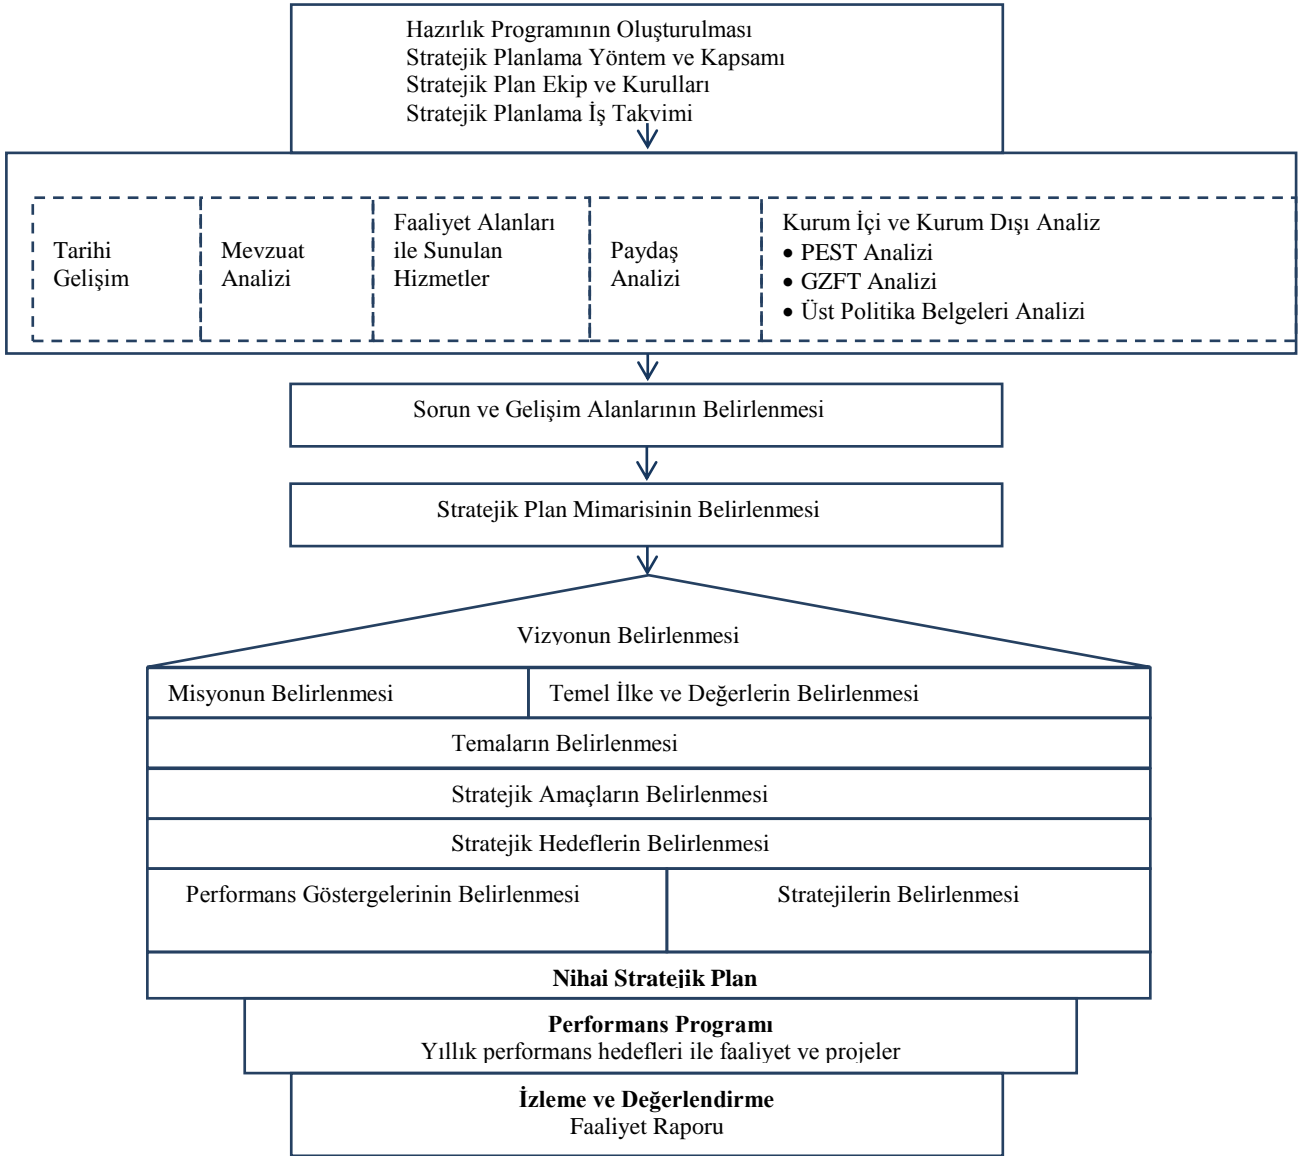 Hazırlık Programının Oluşturulması
Stratejik Planlama Yöntem ve Kapsamı
Stratejik Plan Ekip ve Kurulları
Stratejik Planlama İş Takvimi
Tarihi
Gelişim
Mevzuat
Analizi
Faaliyet Alanları
ile Sunulan
Hizmetler
Paydaş
Analizi
Kurum İçi ve Kurum Dışı Analiz
• PEST Analizi
• GZFT Analizi
• Üst Politika Belgeleri Analizi
Sorun ve Gelişim Alanlarının Belirlenmesi
Stratejik Plan Mimarisinin Belirlenmesi
Vizyonun Belirlenmesi
Misyonun Belirlenmesi
Temel İlke ve Değerlerin Belirlenmesi
Temaların Belirlenmesi
Stratejik Amaçların Belirlenmesi
Stratejik Hedeflerin Belirlenmesi
Performans Göstergelerinin Belirlenmesi
Stratejilerin Belirlenmesi
Nihai Stratejik Plan
Performans Programı
Yıllık performans hedefleri ile faaliyet ve projeler
İzleme ve Değerlendirme
Faaliyet Raporu